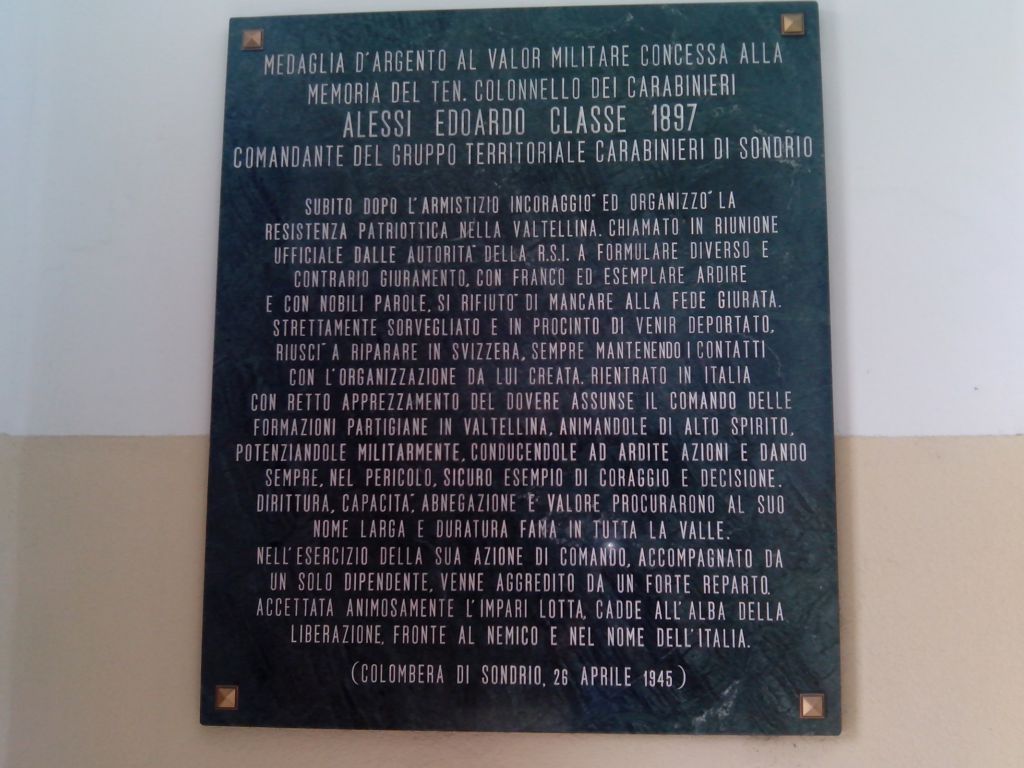 MEDAGLIA D'ARGENTO AL VALOR MILITARE CONCESSA ALLA
MEMORIA DEL TEN. COLONNELLO DEI CARABINIERI
ALESSI EDOARDO CLASSE 1897
COMANDANTE DEL GRUPPO TERRITORIALE CARABINIERI DI SONDRIO
SUBITO DOPO L'ARMISTIZIO INCORAGGIO' ED ORGANIZZO' LA
RESISTENZA PATRIOTTICA NELLA VALTELLINA. CHIAMATO IN RIUNIONE
UFFICIALE DALLE AUTORITA' DELLA R.S.I. A FORMULARE DIVERSO E
CONTRARIO GIURAMENTO, CON FRANCO ED ESEMPLARE ARDIRE
E CON NOBILI PAROLE, SI RIFIUTO' DI MANCARE ALLA FEDE GIURATA.
STRETTAMENTE SORVEGLIATO E IN PROCINTO DI VENIR DEPORTATO,
RIUSCI' A RIPARARE IN SVIZZERA, SEMPRE MANTENENDO I CONTATTI
CON L'ORGANIZZAZIONE DA LUI CREATA. RIENTRATO IN ITALIA
CON RETTO APPREZZAMENTO DEL DOVERE ASSUNSE IL COMANDO DELLE
FORMAZIONI PARTIGIANE IN VALTELLINA, ANIMANDOLE DI ALTO SPIRITO,
POTENZIANDOLE MILITARMENTE, CONDUCENDOLE AD ARDITE AZIONI E DANDO
SEMPRE, NEL PERICOLO, SICURO ESEMPIO DI CORAGGIO E DECISIONE.
DIRITTURA, CAPACITA', ABNEGAZIONE E VALORE PROCURARONO AL SUO
NOME LARGA E DURATURA FAMA IN TUTTA LA VALLE.
NELL'ESERCIZIO DELLA SUA AZIONE DI COMANDO, ACCOMPAGNATO DA
UN SOLO DIPENDENTE, VENNE AGGREDITO DA UN FORTE REPARTO.
ACCETTATA ANIMOSAMENTE L'IMPARI LOTTA, CADDE ALL'ALBA DELLA
LIBERAZIONE, FRONTE AL NEMICO E NEL NOME DELL'ITALIA.
(COLOMBERA DI SONDRIO, 26 APRILE 1945)